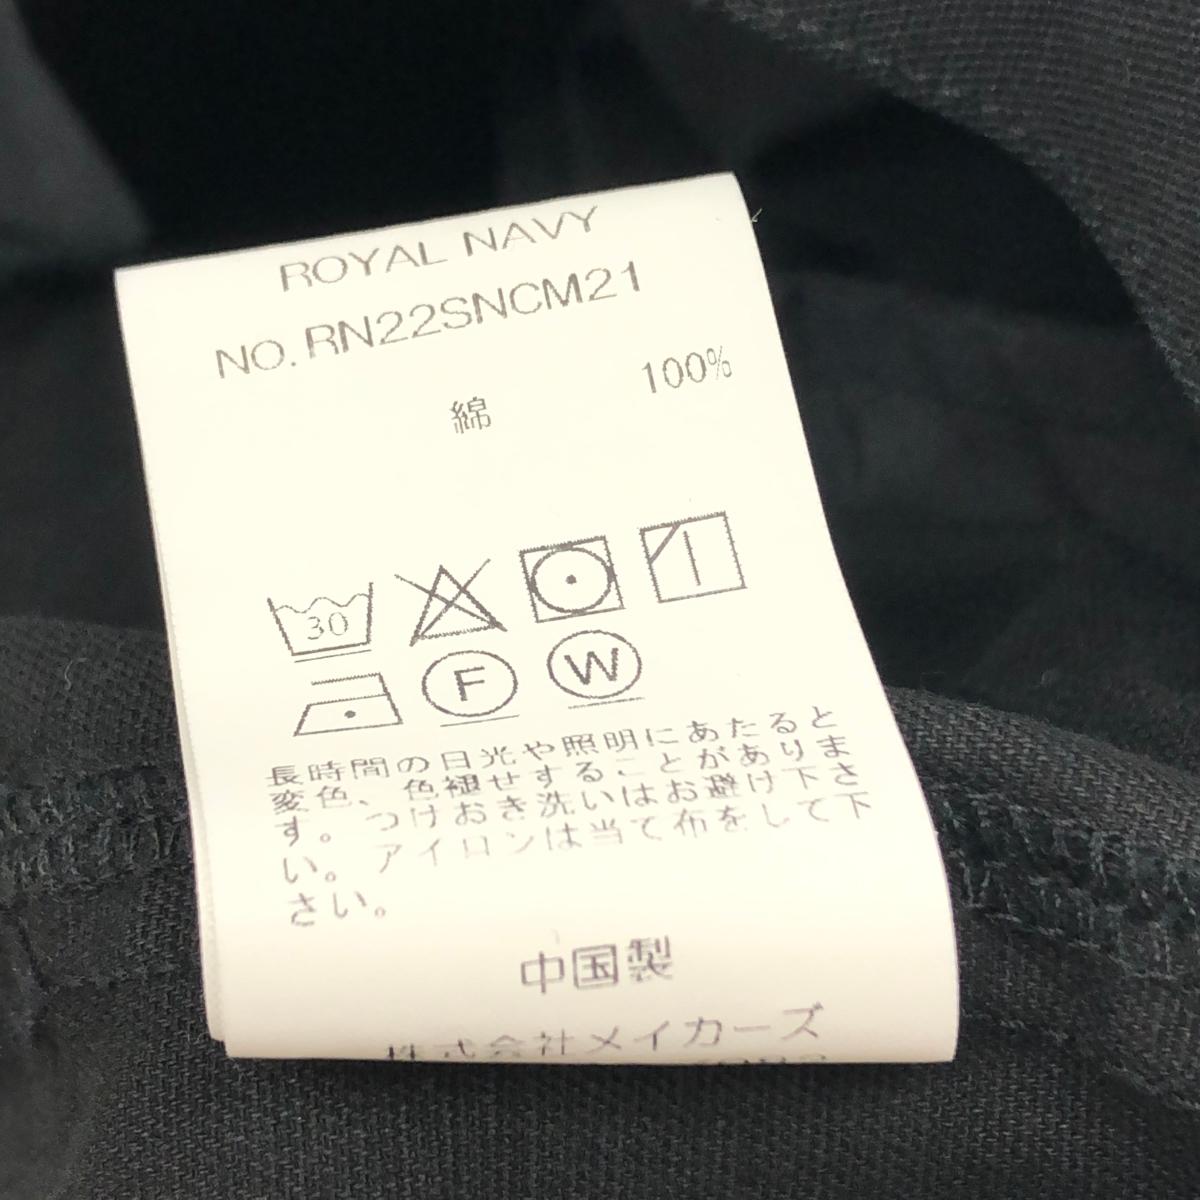 ROYAL NAVY
NO.RN22SNCM21
綿 100%
30
F W
長時間の日光や照明にあたると
変色、色褪せすることがありま
す。つけおき洗いはお避け下さ
い。アイロンは当て布をして下
さい。
中国製
株式会社メイカーズ